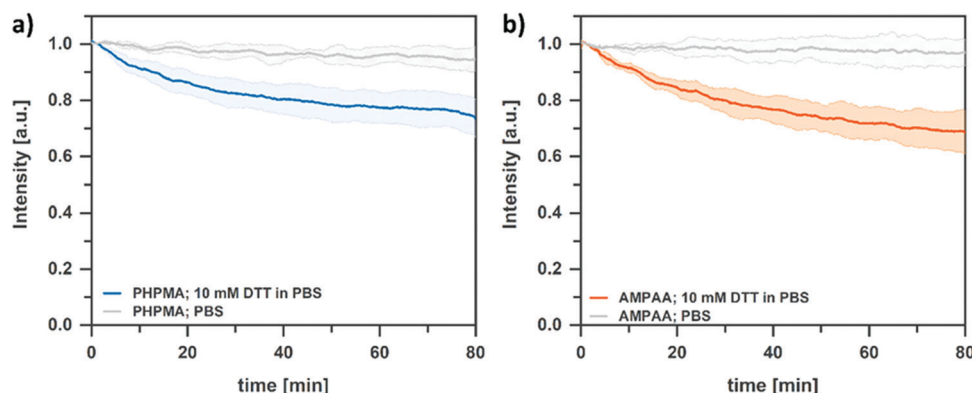 a)
Intensity [a.u.]
1.0
0.8
0.6
0.4
0.2
0.0
PHPMA; 10 mM DTT in PBS
PHPMA; PBS
0 20 40 60 80
time [min]
b)
Intensity [a.u.]
1.0
0.8
0.6
0.4
0.2
0.0
AMPAA; 10 mM DTT in PBS
AMPAA; PBS
0 20 40 60 80
time [min]